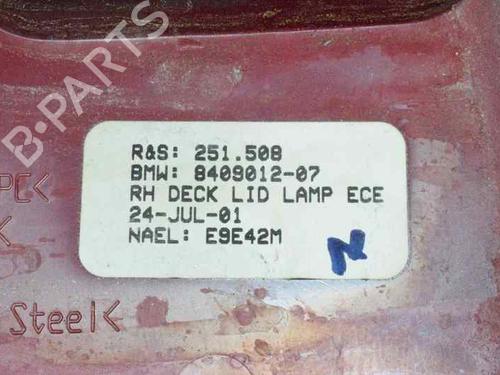 B-PARTS
R&S: 251.508
BMW: 8409012-07
RH DECK LID LAMP ECE
24-JUL-01
NAEL: E9E42M
N
PC<
<
Steel<